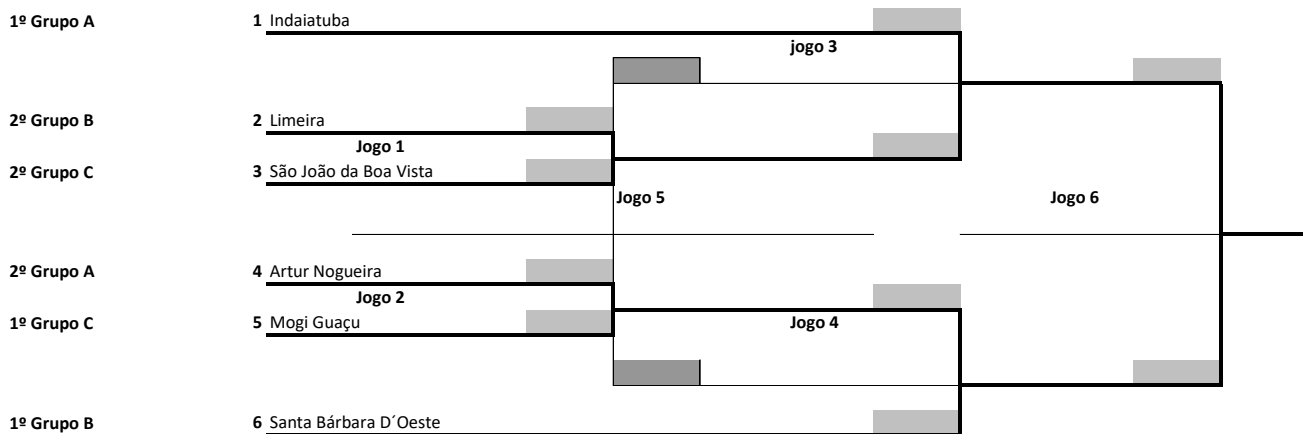 1º Grupo A 1 Indaiatuba
jogo 3
2º Grupo B 2 Limeira
Jogo 1
2º Grupo C 3 São João da Boa Vista
Jogo 5 Jogo 6
2º Grupo A 4 Artur Nogueira
Jogo 2
1º Grupo C 5 Mogi Guaçu Jogo 4
1º Grupo B 6 Santa Bárbara D´Oeste